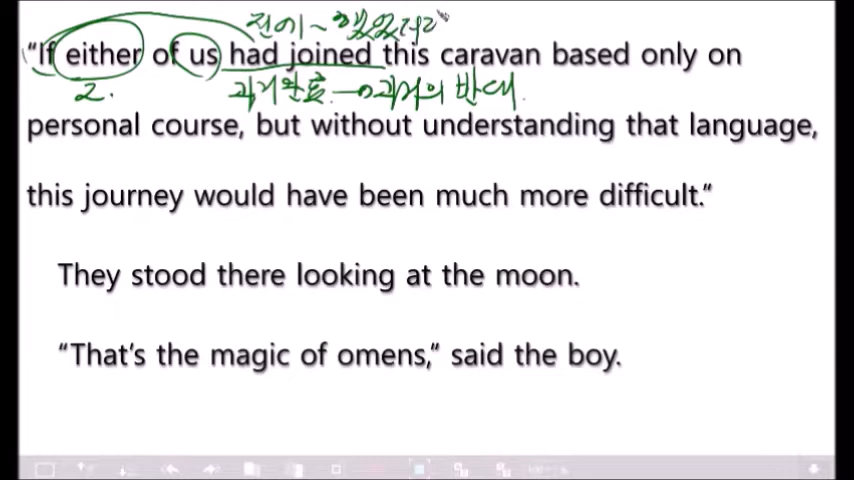 전에 ~ 했었더라
“If either of us had joined this caravan based only on
2. 과거완료 → 과거의 반대
personal course, but without understanding that language,
this journey would have been much more difficult.“
They stood there looking at the moon.
“That’s the magic of omens,“ said the boy.